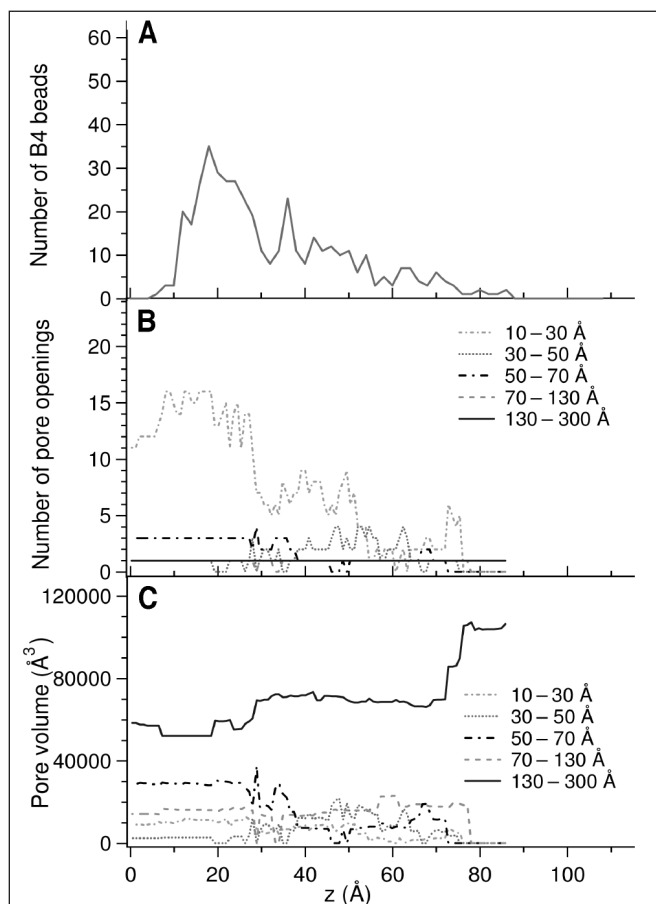 A
Number of B4 beads
60
50
40
30
20
10
0
B
Number of pore openings
20
15
10
5
0
10 – 30 Å
30 – 50 Å
50 – 70 Å
70 – 130 Å
130 – 300 Å
C
Pore volume (Å³)
120000
80000
40000
0
10 – 30 Å
30 – 50 Å
50 – 70 Å
70 – 130 Å
130 – 300 Å
0 20 40 60 80 100
z (Å)